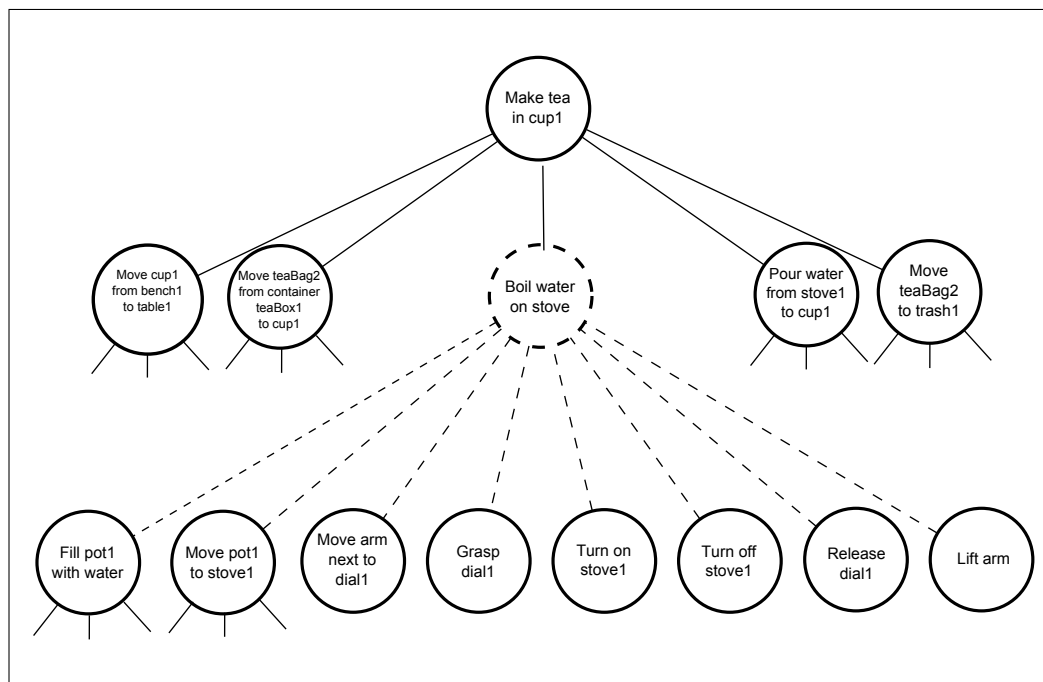 Make tea
in cup1
Move cup1
from bench1
to table1
Move teaBag2
from container
teaBox1
to cup1
Boil water
on stove
Pour water
from stove1
to cup1
Move
teaBag2
to trash1
Fill pot1
with water
Move pot1
to stove1
Move arm
next to
dial1
Grasp
dial1
Turn on
stove1
Turn off
stove1
Release
dial1
Lift arm